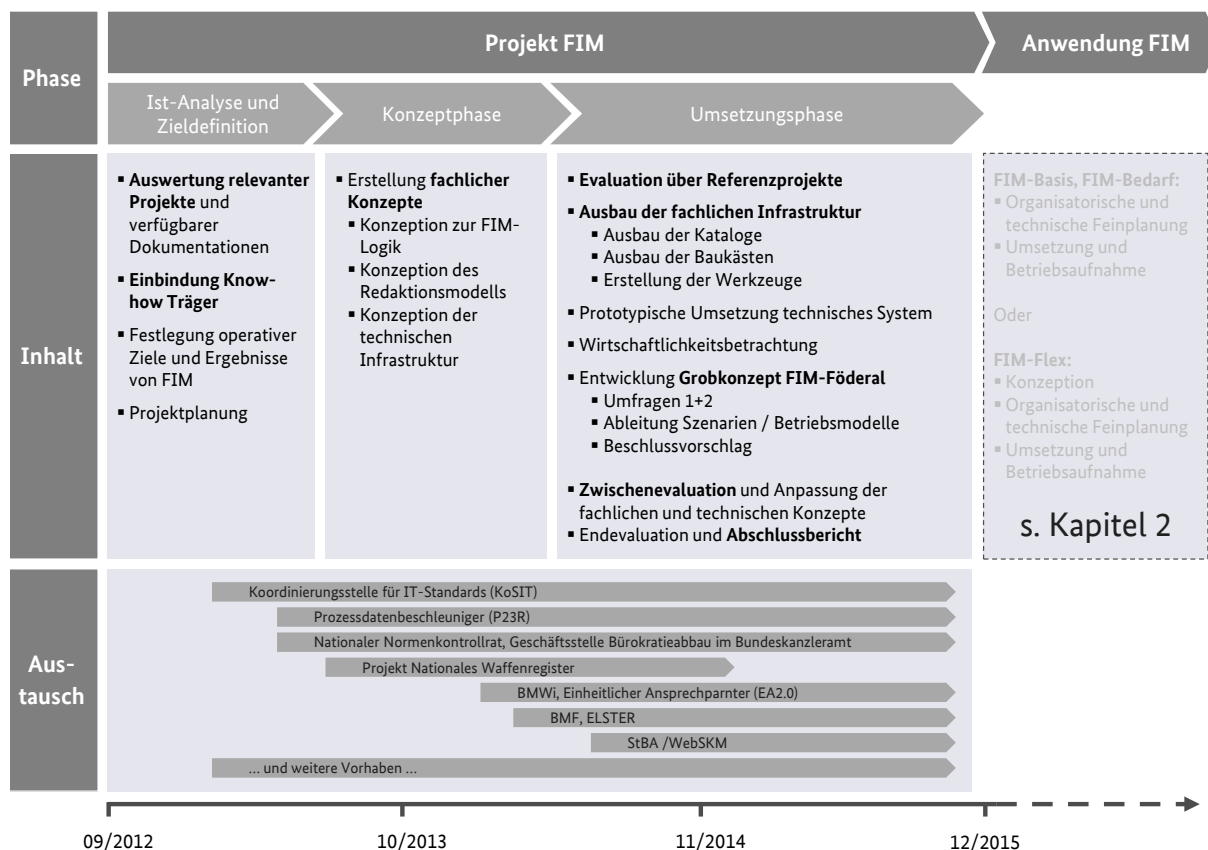 Phase
Projekt FIM
Anwendung FIM
Ist-Analyse und
Zieldefinition
Konzeptphase
Umsetzungsphase
Inhalt
▪ Auswertung relevanter
Projekte und
verfügbarer
Dokumentationen
▪ Einbindung Know-
how Träger
▪ Festlegung operativer
Ziele und Ergebnisse
von FIM
▪ Projektplanung
▪ Erstellung fachlicher
Konzepte
▪ Konzeption zur FIM-
Logik
▪ Konzeption des
Redaktionsmodells
▪ Konzeption der
technischen
Infrastruktur
▪ Evaluation über Referenzprojekte
▪ Ausbau der fachlichen Infrastruktur
▪ Ausbau der Kataloge
▪ Ausbau der Baukästen
▪ Erstellung der Werkzeuge
▪ Prototypische Umsetzung technisches System
▪ Wirtschaftlichkeitsbetrachtung
▪ Entwicklung Grobkonzept FIM-Föderal
▪ Umfragen 1+2
▪ Ableitung Szenarien / Betriebsmodelle
▪ Beschlussvorschlag
▪ Zwischenevaluation und Anpassung der
fachlichen und technischen Konzepte
▪ Endevaluation und Abschlussbericht
FIM-Basis, FIM-Bedarf:
▪ Organisatorische und
technische Feinplanung
▪ Umsetzung und
Betriebsaufnahme
Oder
FIM-Flex:
▪ Konzeption
▪ Organisatorische und
technische Feinplanung
▪ Umsetzung und
Betriebsaufnahme
s. Kapitel 2
Aus-
tausch
Koordinierungsstelle für IT-Standards (KoSIT)
Prozessdatenbeschleuniger (P23R)
Nationaler Normenkontrollrat, Geschäftsstelle Bürokratieabbau im Bundeskanzleramt
Projekt Nationales Waffenregister
BMWi, Einheitlicher Ansprechparnter (EA2.0)
BMF, ELSTER
StBA /WebSKM
... und weitere Vorhaben ...
09/2012
10/2013
11/2014
12/2015